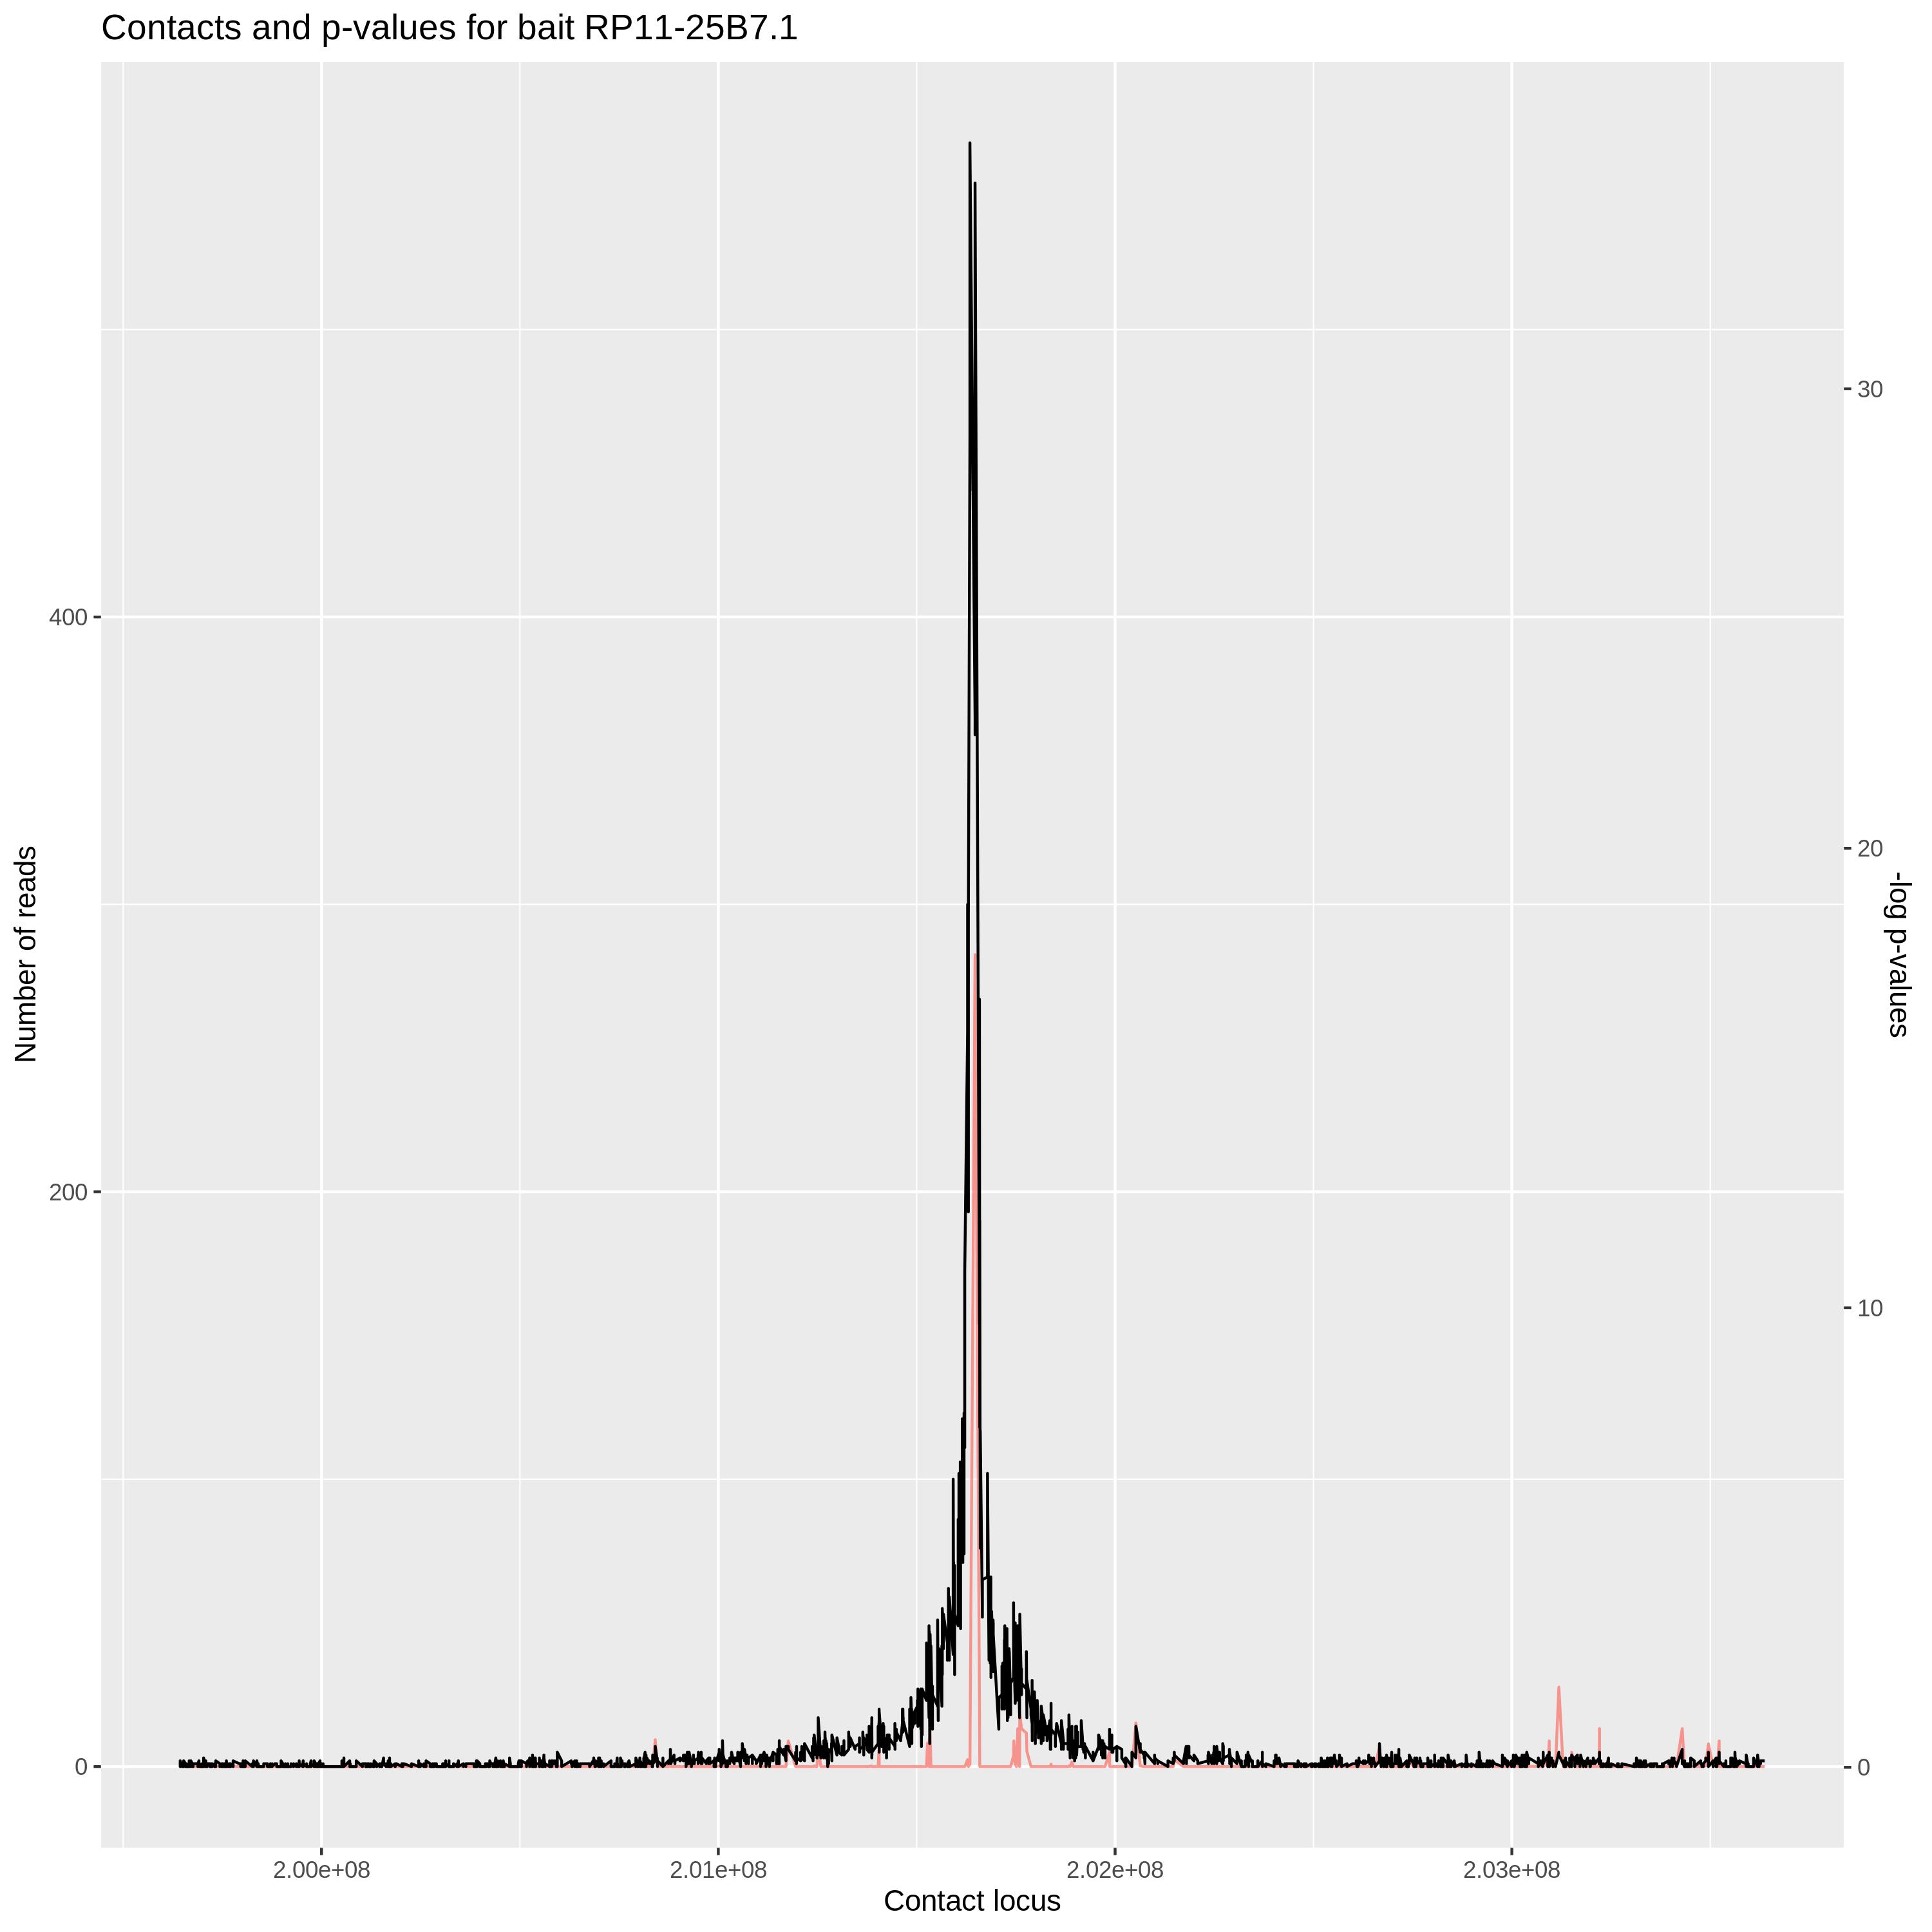 Contacts and p-values for bait RP11-25B7.1
400
200
0
Number of reads
30
20
10
0
-log p-values
2.00e+08
2.01e+08
2.02e+08
2.03e+08
Contact locus